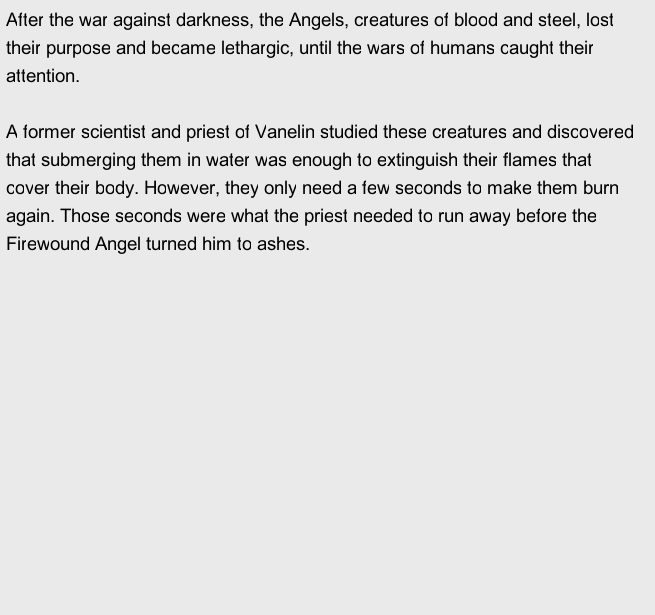 After the war against darkness, the Angels, creatures of blood and steel, lost
their purpose and became lethargic, until the wars of humans caught their
attention.
A former scientist and priest of Vanelin studied these creatures and discovered
that submerging them in water was enough to extinguish their flames that
cover their body. However, they only need a few seconds to make them burn
again. Those seconds were what the priest needed to run away before the
Firewound Angel turned him to ashes.